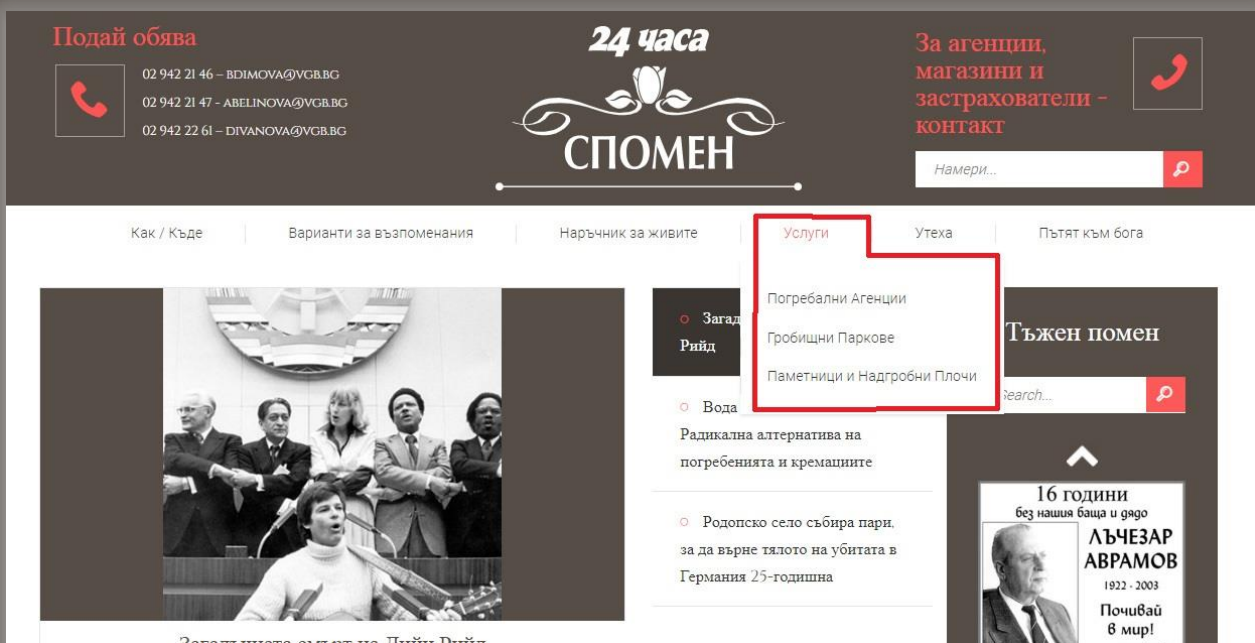 Подай обява
02 942 21 46 – BDIMOVA@VGB.BG
02 942 21 47 - ABELINOVA@VGB.BG
02 942 22 61 – DIVANOVA@VGB.BG
24 часа
СПОМЕН
За агенции,
магазини и
застрахователи -
контакт
Намери...
Как / Къде
Варианти за възпоменания
Наръчник за живите
Услуги
Утеха
Пътят към бога
Погребални Агенции
Гробищни Паркове
Паметници и Надгробни Плочи
Рийд
Вода
Радикална алтернатива на
погребенията и кремациите
Родопско село събира пари,
за да върне тялото на убитата в
Германия 25-годишна
Тъжен помен
Search...
16 години
без нашия баща и дядо
ЛЪЧЕЗАР
АВРАМОВ
1922 - 2003
Почивай
в мир!